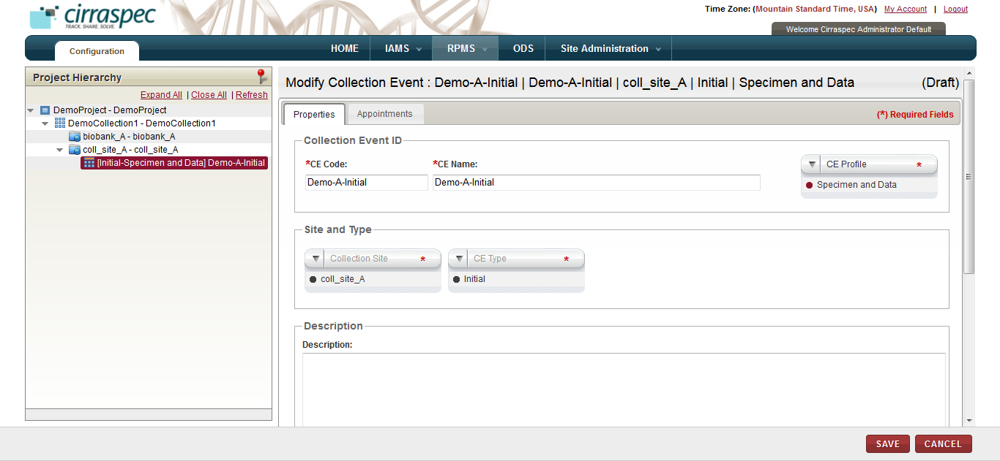 cirraspec
TRACK. SHARE. SOLVE.
Time Zone: (Mountain Standard Time, USA) My Account | Logout
Welcome Cirraspec Administrator Default
Configuration
HOME IAMS RPMS ODS Site Administration
Project Hierarchy
Expand All | Close All | Refresh
DemoProject - DemoProject
DemoCollection1 - DemoCollection1
biobank_A - biobank_A
coll_site_A - coll_site_A
[Initial-Specimen and Data] Demo-A-Initial
Modify Collection Event : Demo-A-Initial | Demo-A-Initial | coll_site_A | Initial | Specimen and Data (Draft)
Properties Appointments
(*) Required Fields
Collection Event ID
*CE Code: *CE Name:
Demo-A-Initial Demo-A-Initial
CE Profile *
Specimen and Data
Site and Type
Collection Site * CE Type *
coll_site_A Initial
Description
Description:
SAVE CANCEL